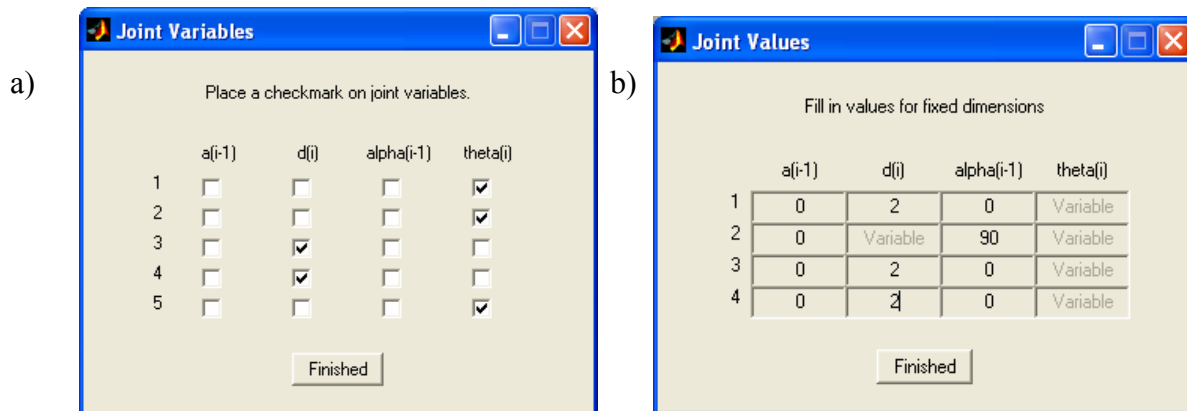 a)
Joint Variables
Place a checkmark on joint variables.
a(i-1) d(i) alpha(i-1) theta(i)
1
2
3
4
5
Finished
b)
Joint Values
Fill in values for fixed dimensions
a(i-1) d(i) alpha(i-1) theta(i)
1 0 2 0 Variable
2 0 Variable 90 Variable
3 0 2 0 Variable
4 0 2 0 Variable
Finished